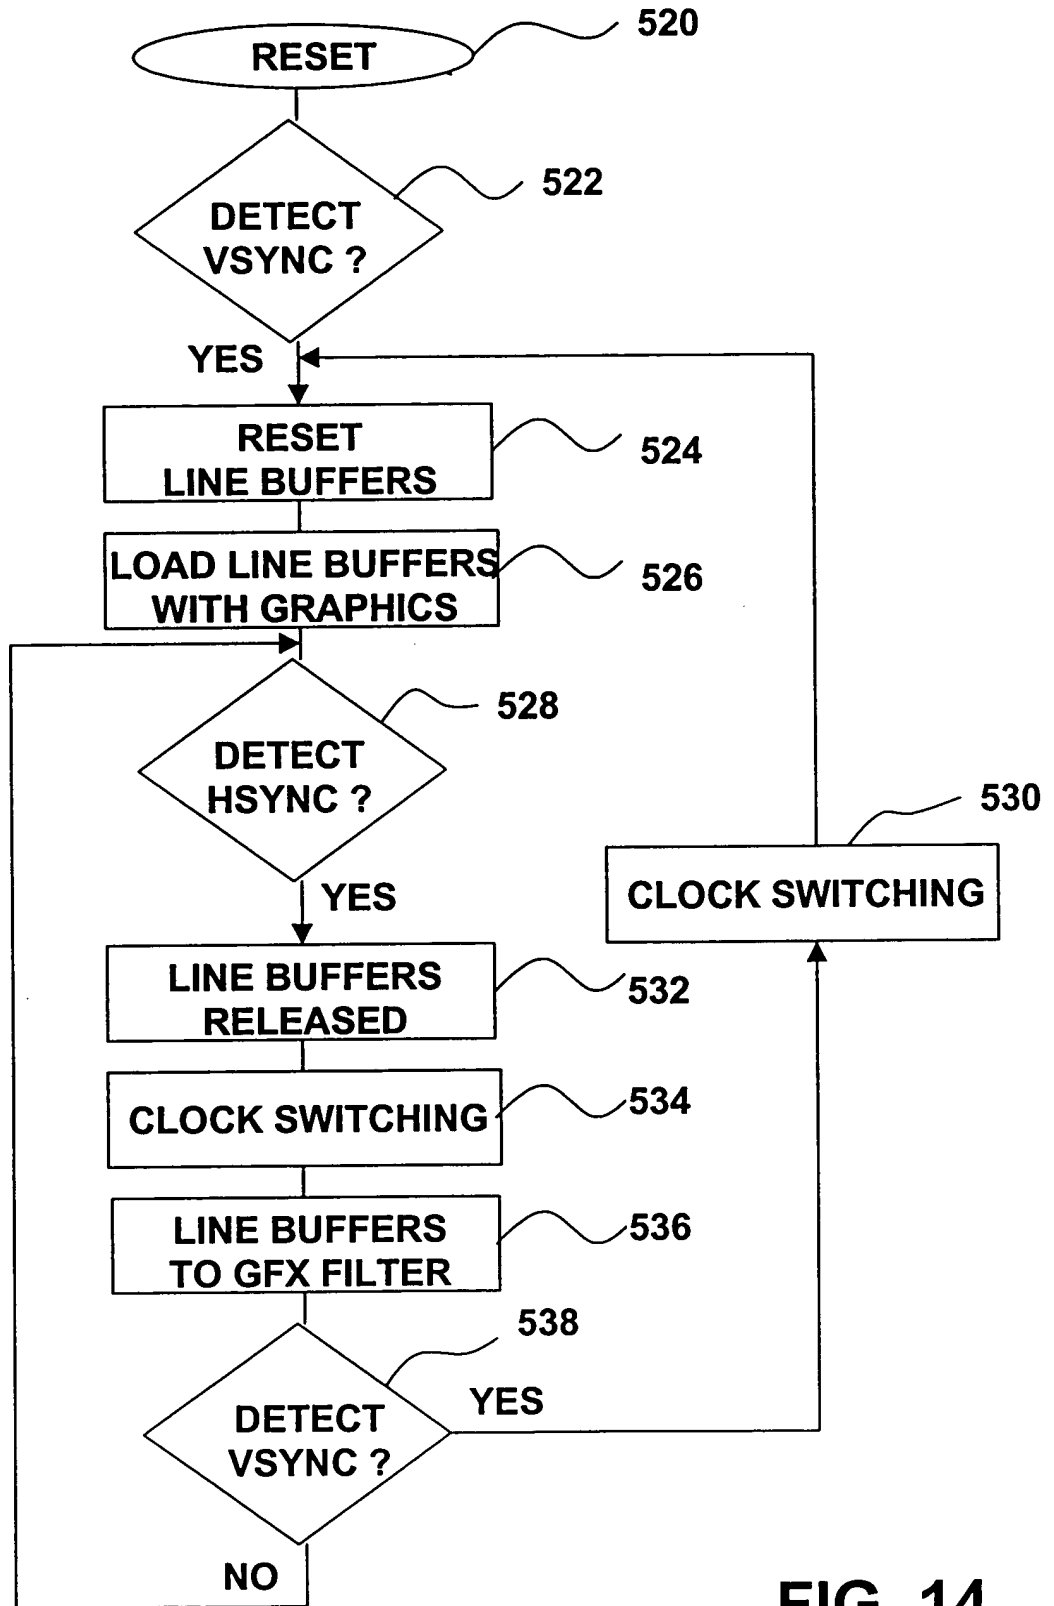 RESET
520
DETECT
VSYNC ?
522
YES
RESET
LINE BUFFERS
524
LOAD LINE BUFFERS
WITH GRAPHICS
526
DETECT
HSYNC ?
528
YES
530
CLOCK SWITCHING
LINE BUFFERS
RELEASED
532
CLOCK SWITCHING
534
LINE BUFFERS
TO GFX FILTER
536
538
DETECT
VSYNC ?
YES
NO
FIG. 14